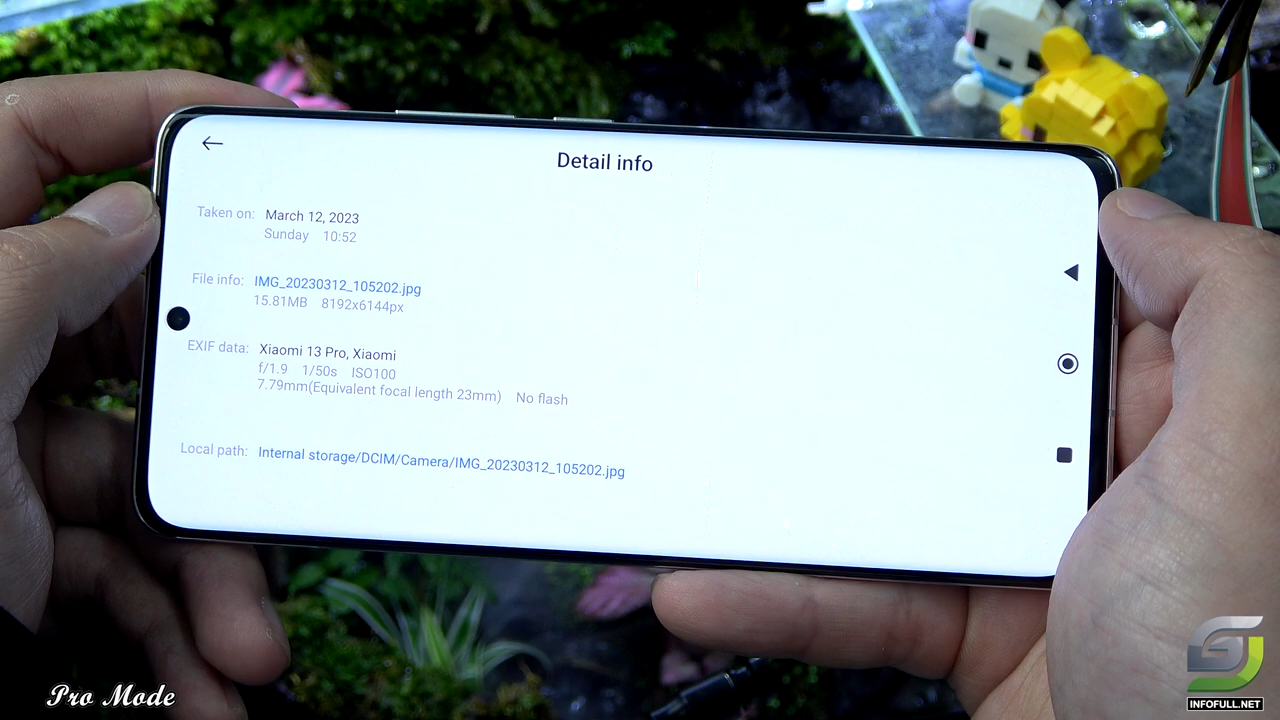 Detail info
Taken on: March 12, 2023
Sunday 10:52
File info: IMG_20230312_105202.jpg
15.81MB 8192x6144px
EXIF data: Xiaomi 13 Pro, Xiaomi
f/1.9 1/50s ISO100
7.79mm(Equivalent focal length 23mm) No flash
Local path: Internal storage/DCIM/Camera/IMG_20230312_105202.jpg
Pro Mode
INFOFULL.NET